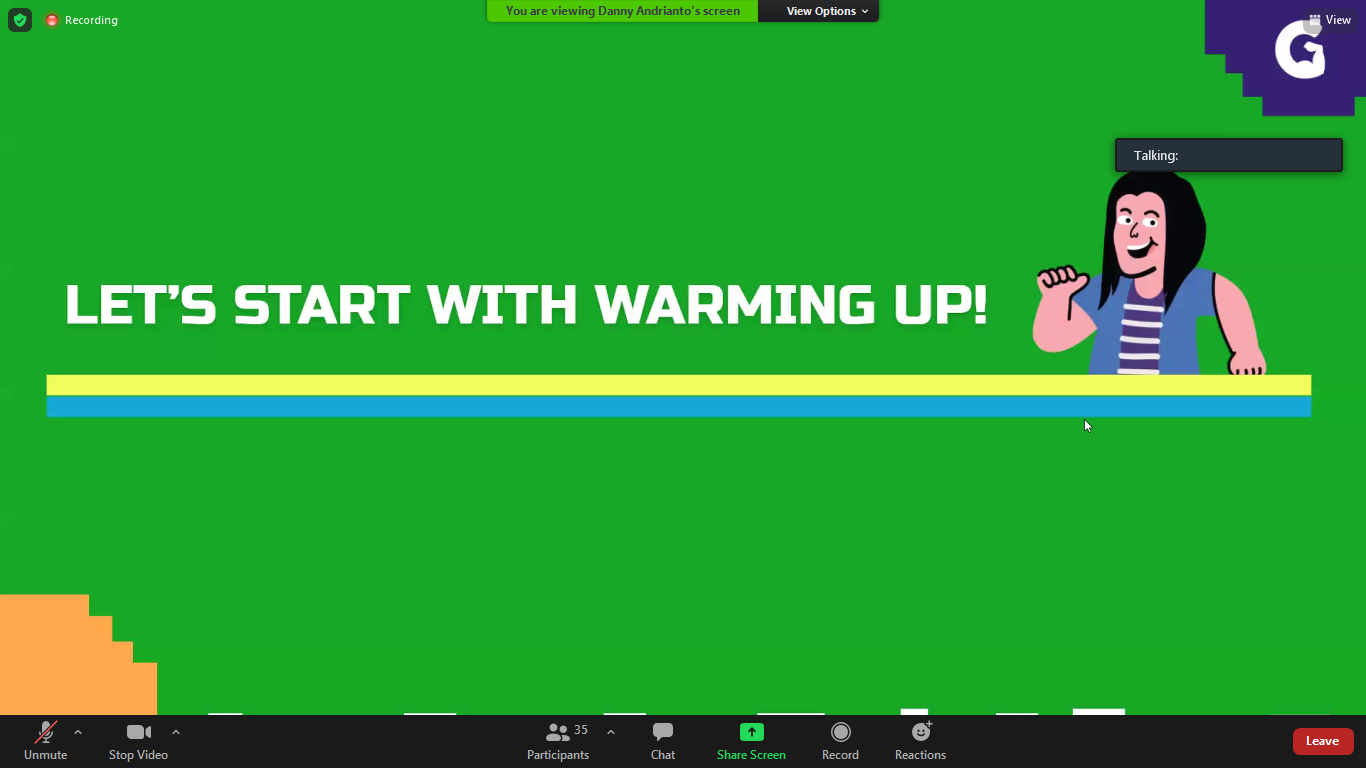 You are viewing Danny Andrianto's screen
View Options
Recording
View
G
Talking:
LET'S START WITH WARMING UP!
Unmute
Stop Video
35
Participants
Chat
Share Screen
Record
Reactions
Leave